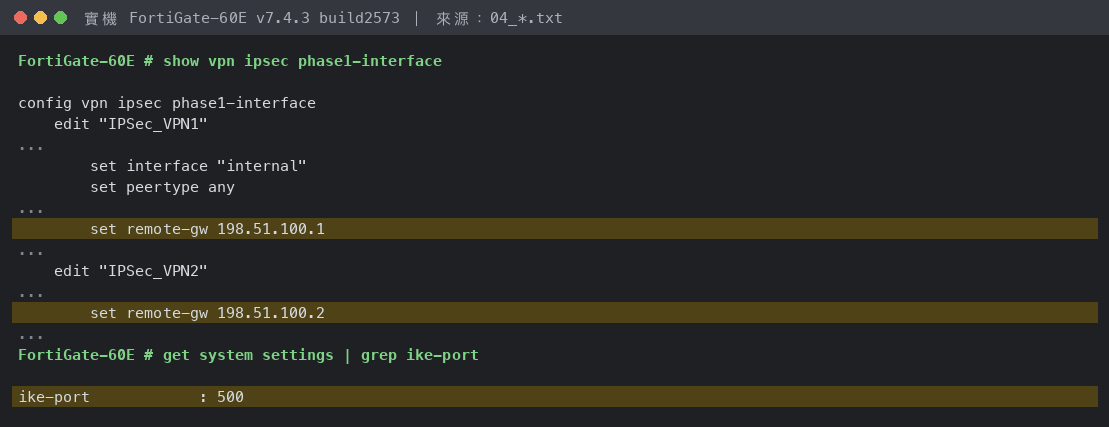 實機 FortiGate-60E v7.4.3 build2573 | 來源：04_*.txt
FortiGate-60E # show vpn ipsec phase1-interface
config vpn ipsec phase1-interface
    edit "IPSec_VPN1"
...
        set interface "internal"
        set peertype any
...
        set remote-gw 198.51.100.1
...
    edit "IPSec_VPN2"
...
        set remote-gw 198.51.100.2
...
FortiGate-60E # get system settings | grep ike-port
ike-port            : 500